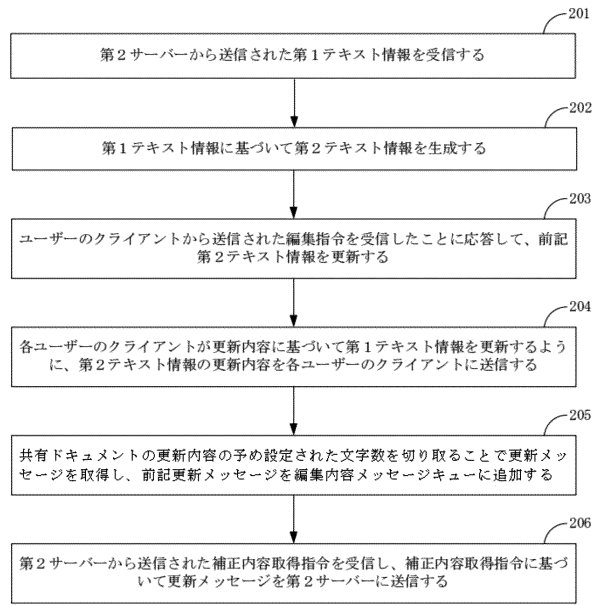 201
第２サーバーから送信された第１テキスト情報を受信する
202
第１テキスト情報に基づいて第２テキスト情報を生成する
203
ユーザーのクライアントから送信された編集指令を受信したことに応答して、前記
第２テキスト情報を更新する
204
各ユーザーのクライアントが更新内容に基づいて第１テキスト情報を更新するよう
に、第２テキスト情報の更新内容を各ユーザーのクライアントに送信する
205
共有ドキュメントの更新内容の予め設定された文字数を切り取ることで更新メッ
セージを取得し、前記更新メッセージを編集内容メッセージキューに追加する
206
第２サーバーから送信された補正内容取得指令を受信し、補正内容取得指令に基づ
いて更新メッセージを第２サーバーに送信する